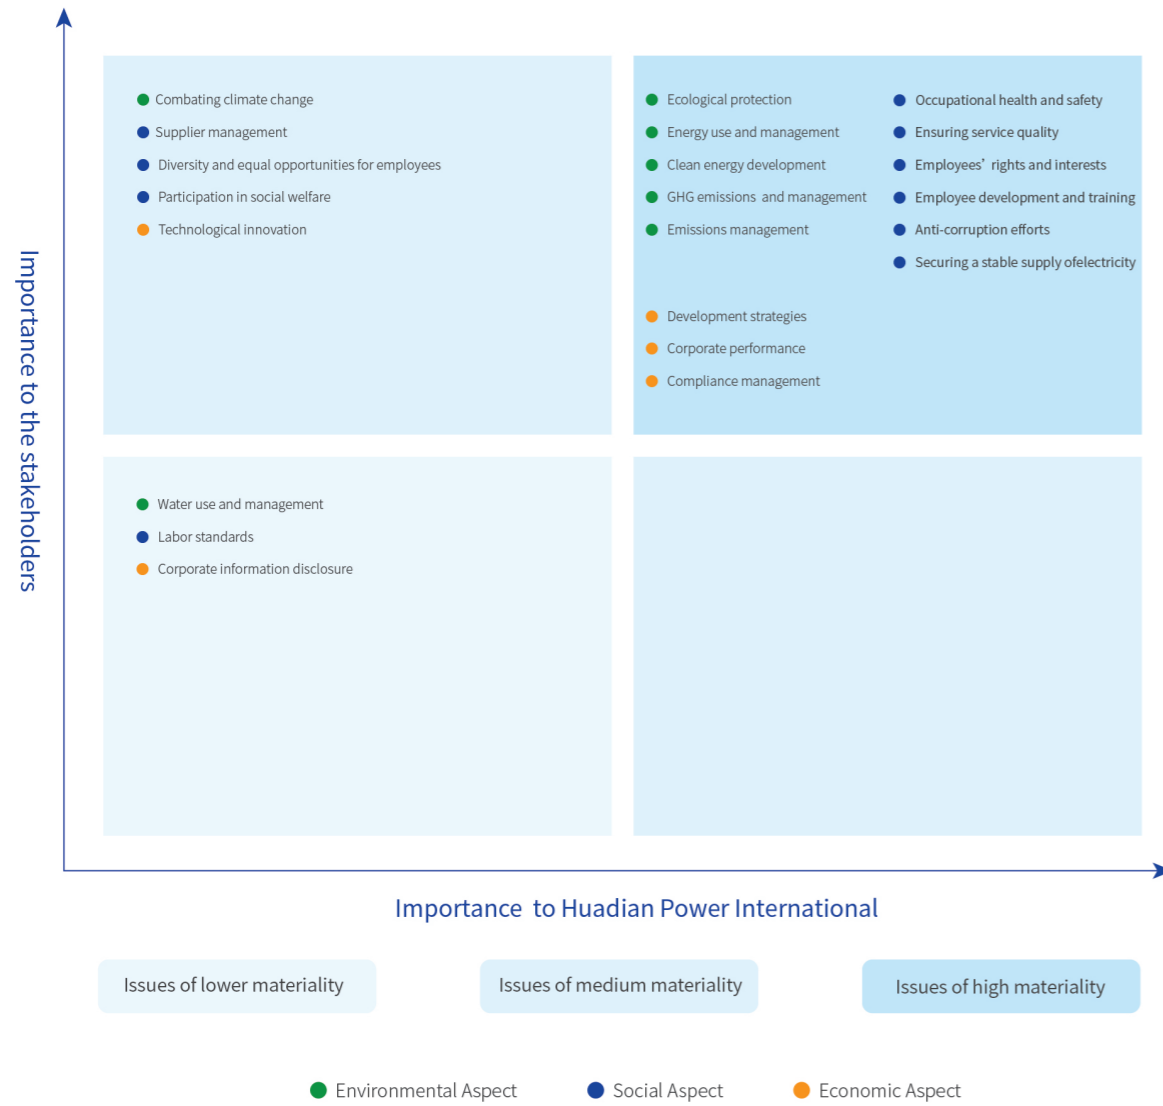 Importance to the stakeholders
Combating climate change
Supplier management
Diversity and equal opportunities for employees
Participation in social welfare
Technological innovation
Ecological protection
Energy use and management
Clean energy development
GHG emissions and management
Emissions management
Development strategies
Corporate performance
Compliance management
Occupational health and safety
Ensuring service quality
Employees’ rights and interests
Employee development and training
Anti-corruption efforts
Securing a stable supply ofelectricity
Water use and management
Labor standards
Corporate information disclosure
Importance to Huadian Power International
Issues of lower materiality
Issues of medium materiality
Issues of high materiality
Environmental Aspect
Social Aspect
Economic Aspect